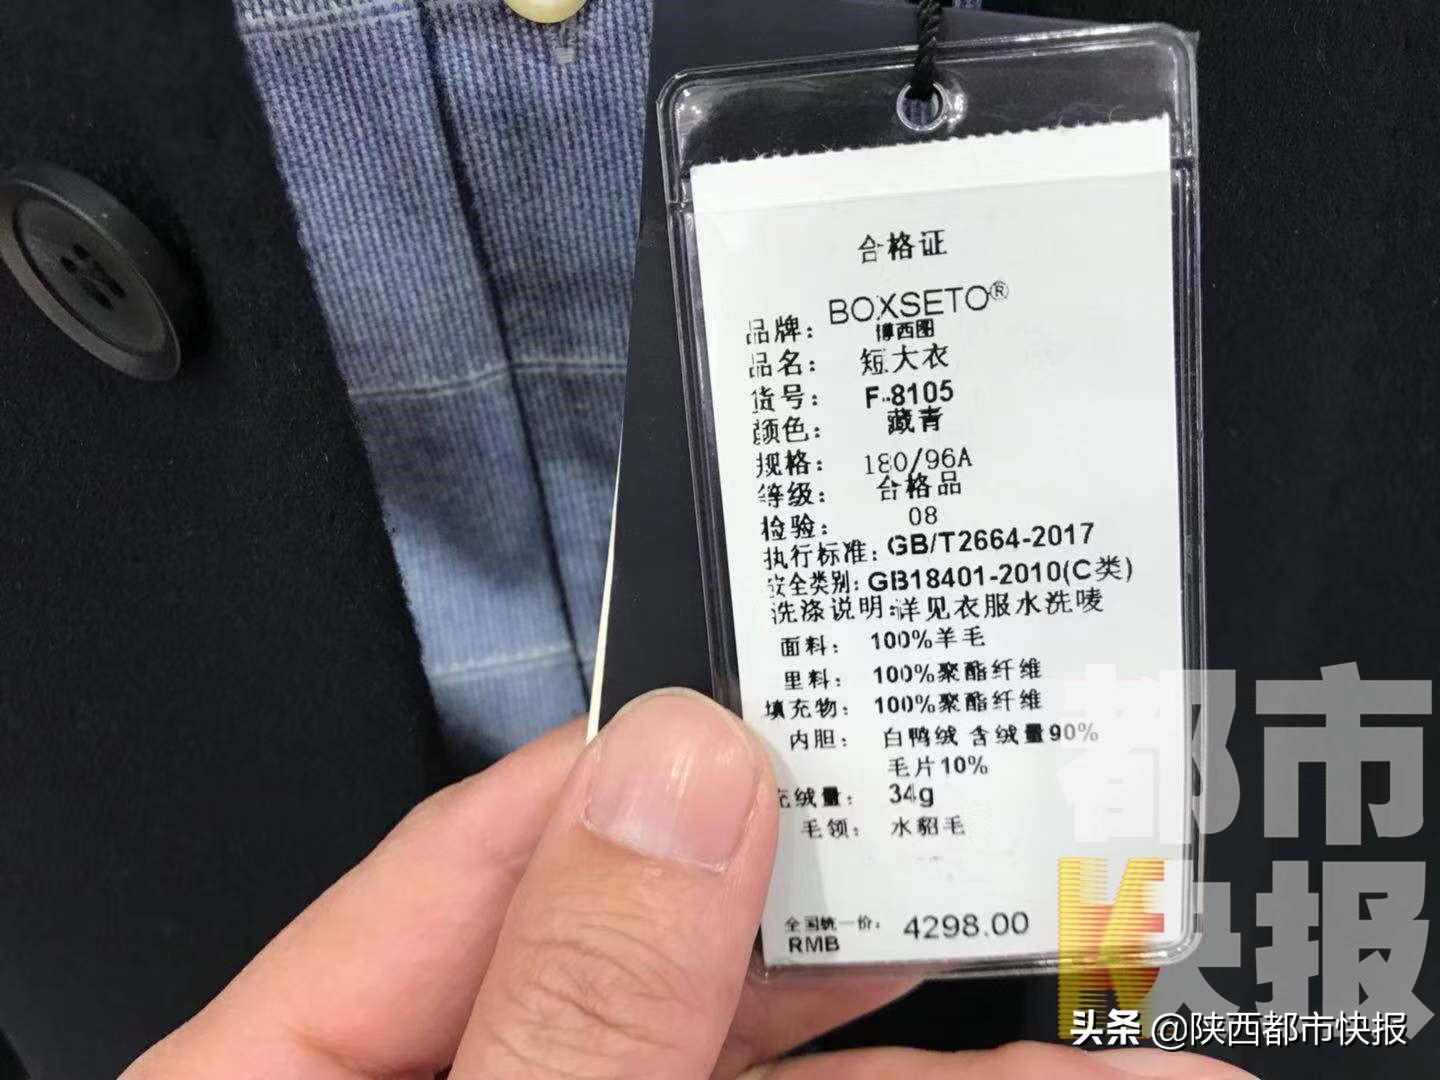 合格证
品牌： BOXSETO®
博西图
品名： 短大衣
货号： F-8105
颜色： 藏青
规格： 180/96A
等级： 合格品
检验： 08
执行标准：GB/T2664-2017
安全类别：GB18401-2010(C类)
洗涤说明：详见衣服水洗唛
面料： 100%羊毛
里料： 100%聚酯纤维
填充物： 100%聚酯纤维
内胆： 白鸭绒 含绒量90%
毛片10%
充绒量： 34g
毛领： 水貂毛
全国统一价： 4298.00
RMB
都市
快报
头条 @陕西都市快报